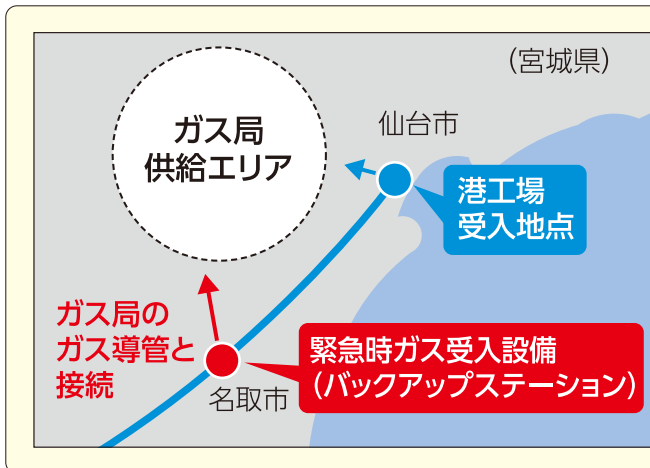 (宮城県)
ガス局
供給エリア
仙台市
港工場
受入地点
ガス局の
ガス導管と
接続
緊急時ガス受入設備
(バックアップステーション)
名取市